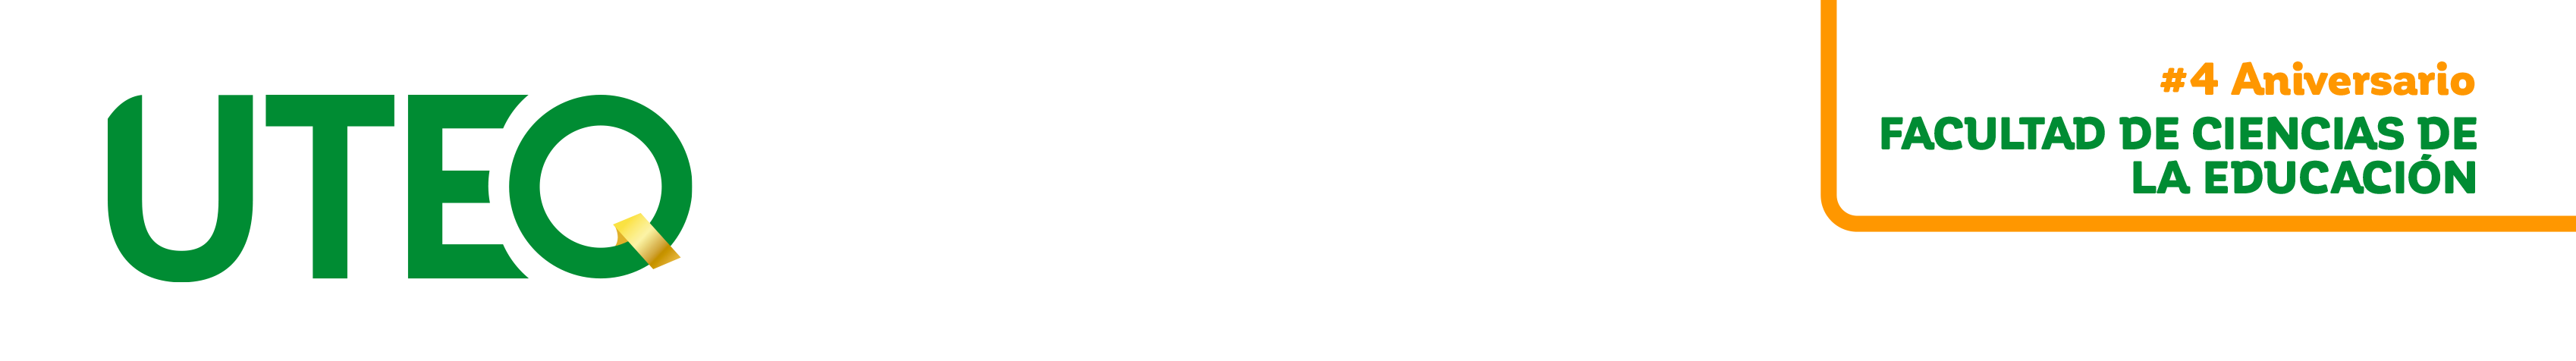 UTEQ
#4 Aniversario
FACULTAD DE CIENCIAS DE
LA EDUCACIÓN